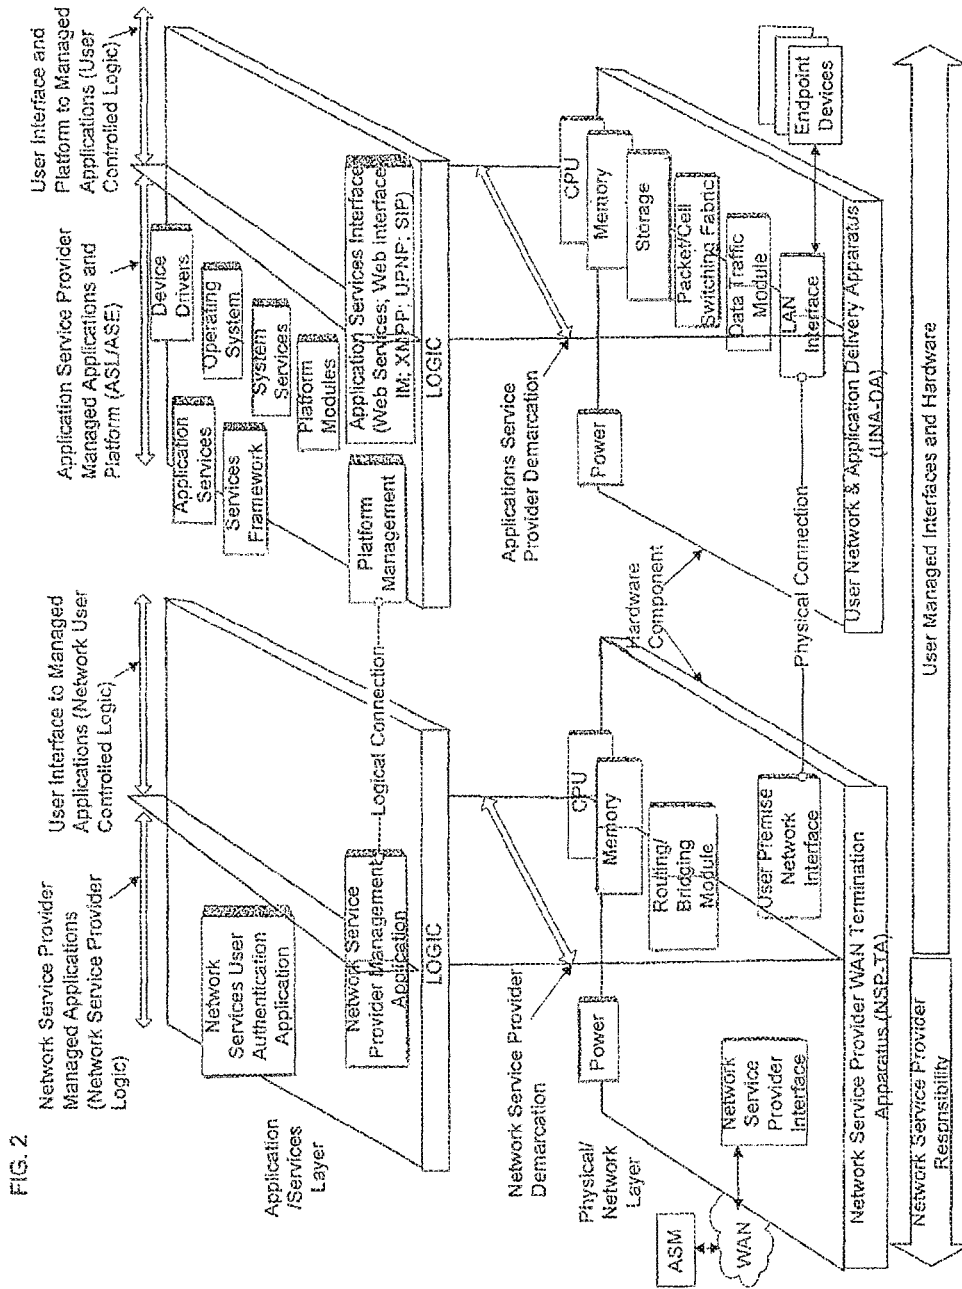 FIG. 2
Network Service Provider
Managed Applications
(Network Service Provider
Logic)
User Interface to Managed
Applications (Network User
Controlled Logic)
Application Service Provider
Managed Applications and
Platform (ASL/ASE)
User Interface and
Platform to Managed
Applications (User
Controlled Logic)
Application
/Services
Layer
Network
Services User
Authentication
Application
Network Service
Provider Management
Application
LOGIC
Logical Connection
Application
Services
Services
Framework
Platform
Management
Device
Drivers
Operating
System
System
Services
Platform
Modules
Application Services Interface
(Web Services; Web Interface
IM; XMPP; UPNP; SIP)
LOGIC
Network Service Provider
Demarcation
Applications Service
Provider Demarcation
Physical/
Network
Layer
Power
CPU
Memory
Routing/
Bridging
Module
User Premise
Network
Interface
Network
Service
Provider
Interface
ASM
WAN
Network Service Provider WAN Termination
Apparatus (NSP-TA)
Hardware
Component
Physical Connection
Power
CPU
Memory
Storage
Packet/Cell
Switching Fabric
Data Traffic
Module
LAN
Interface
Endpoint
Devices
User Network & Application Delivery Apparatus
(UNA-DA)
Network Service Provider
Respnsibility
User Managed Interfaces and Hardware